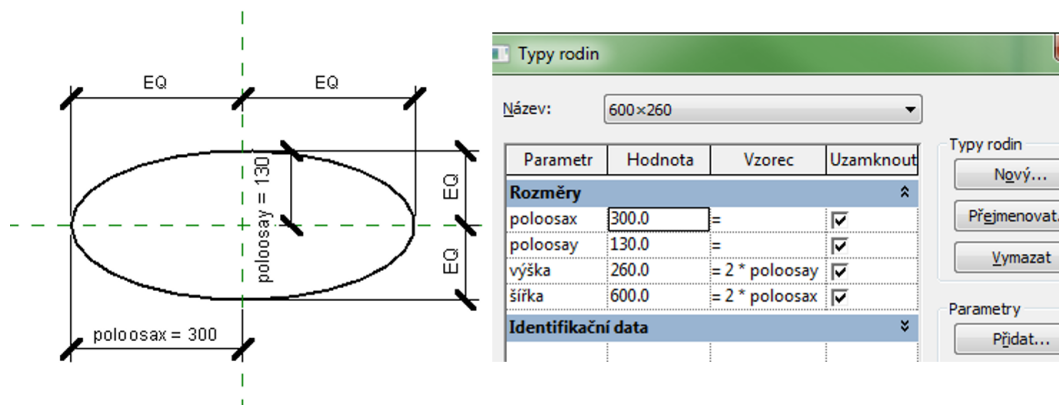 EQ
EQ
poloosay = 130
EQ
EQ
poloosax = 300
Typy rodin
Název:
600×260
Parametr Hodnota Vzorec Uzamknout
Rozměry
poloosax 300.0 =
poloosay 130.0 =
výška 260.0 = 2 * poloosay
šířka 600.0 = 2 * poloosax
Identifikační data
Typy rodin
Nový...
Přejmenovat.
Vymazat
Parametry
Přidat...